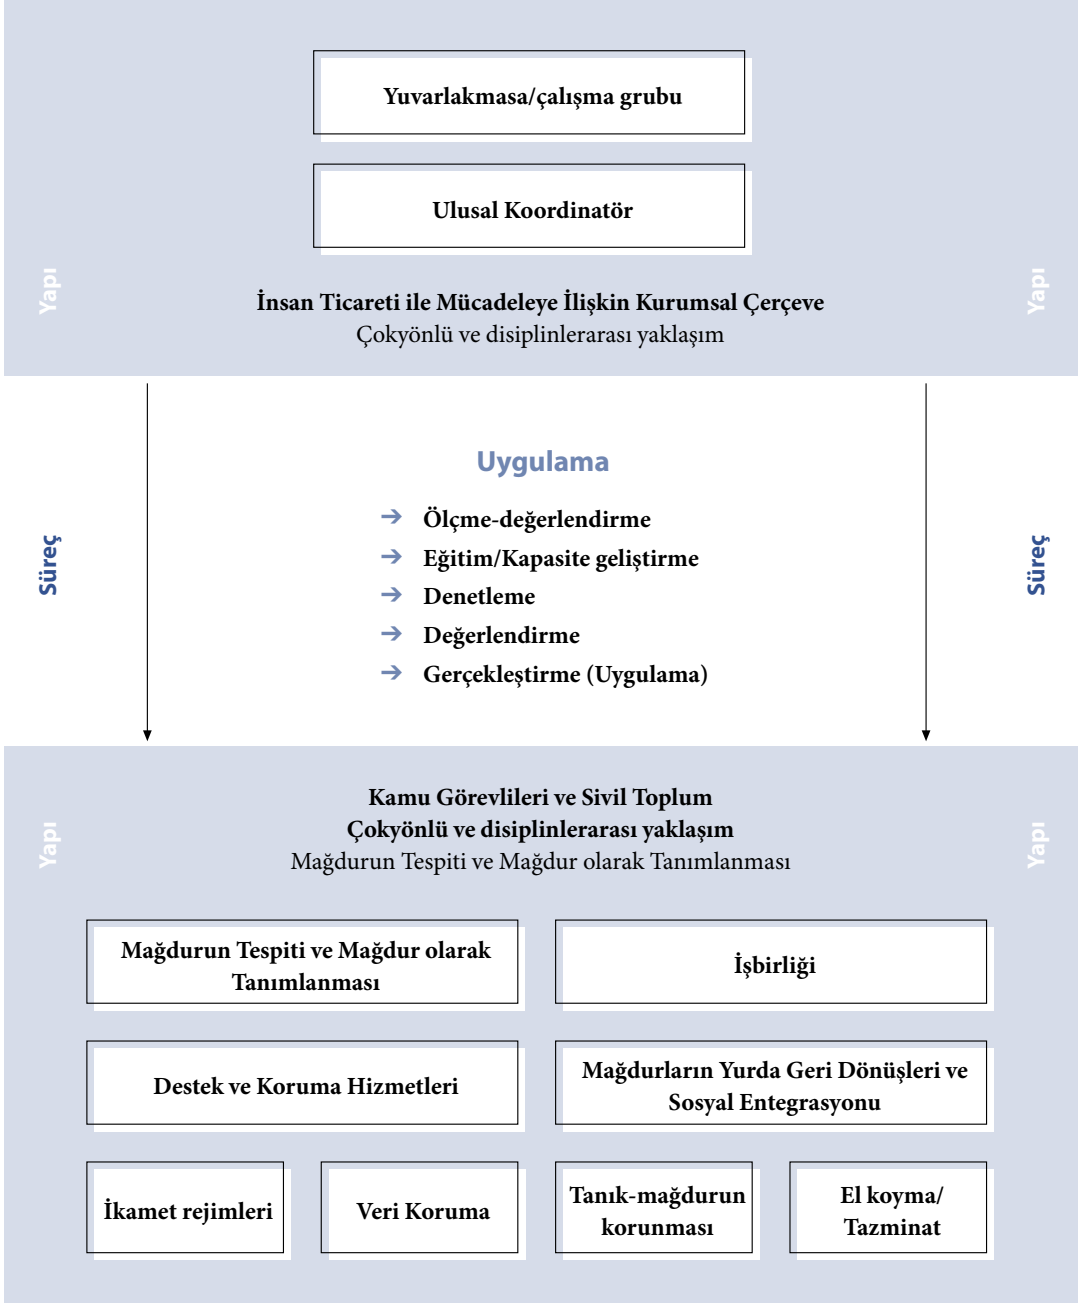 Yuvarlakmasa/çalışma grubu
Ulusal Koordinatör
Yapı
Yapı
İnsan Ticareti ile Mücadeleye İlişkin Kurumsal Çerçeve
Çokyönlü ve disiplinlerarası yaklaşım
Uygulama
Süreç
Süreç
➔ Ölçme-değerlendirme
➔ Eğitim/Kapasite geliştirme
➔ Denetleme
➔ Değerlendirme
➔ Gerçekleştirme (Uygulama)
Kamu Görevlileri ve Sivil Toplum
Çokyönlü ve disiplinlerarası yaklaşım
Mağdurun Tespiti ve Mağdur olarak Tanımlanması
Yapı
Yapı
Mağdurun Tespiti ve Mağdur olarak
Tanımlanması
İşbirliği
Destek ve Koruma Hizmetleri
Mağdurların Yurda Geri Dönüşleri ve
Sosyal Entegrasyonu
İkamet rejimleri
Veri Koruma
Tanık-mağdurun
korunması
El koyma/
Tazminat